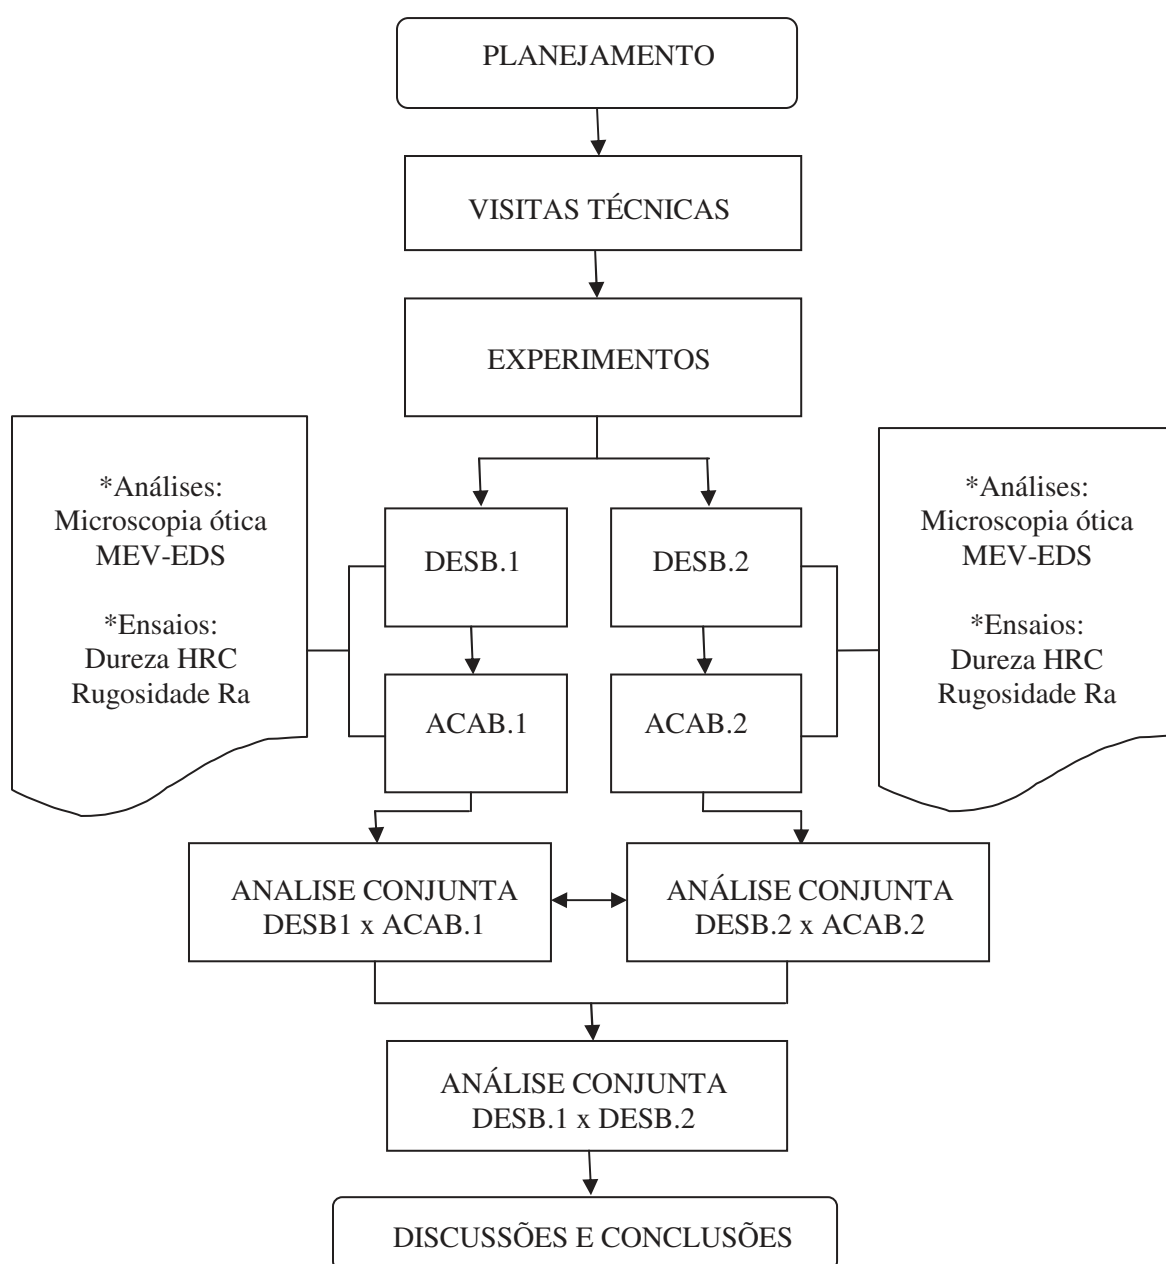 PLANEJAMENTO
VISITAS TÉCNICAS
EXPERIMENTOS
*Análises:
Microscopia ótica
MEV-EDS
*Ensaios:
Dureza HRC
Rugosidade Ra
DESB.1
DESB.2
*Análises:
Microscopia ótica
MEV-EDS
*Ensaios:
Dureza HRC
Rugosidade Ra
ACAB.1
ACAB.2
ANALISE CONJUNTA
DESB1 x ACAB.1
ANÁLISE CONJUNTA
DESB.2 x ACAB.2
ANÁLISE CONJUNTA
DESB.1 x DESB.2
DISCUSSÕES E CONCLUSÕES